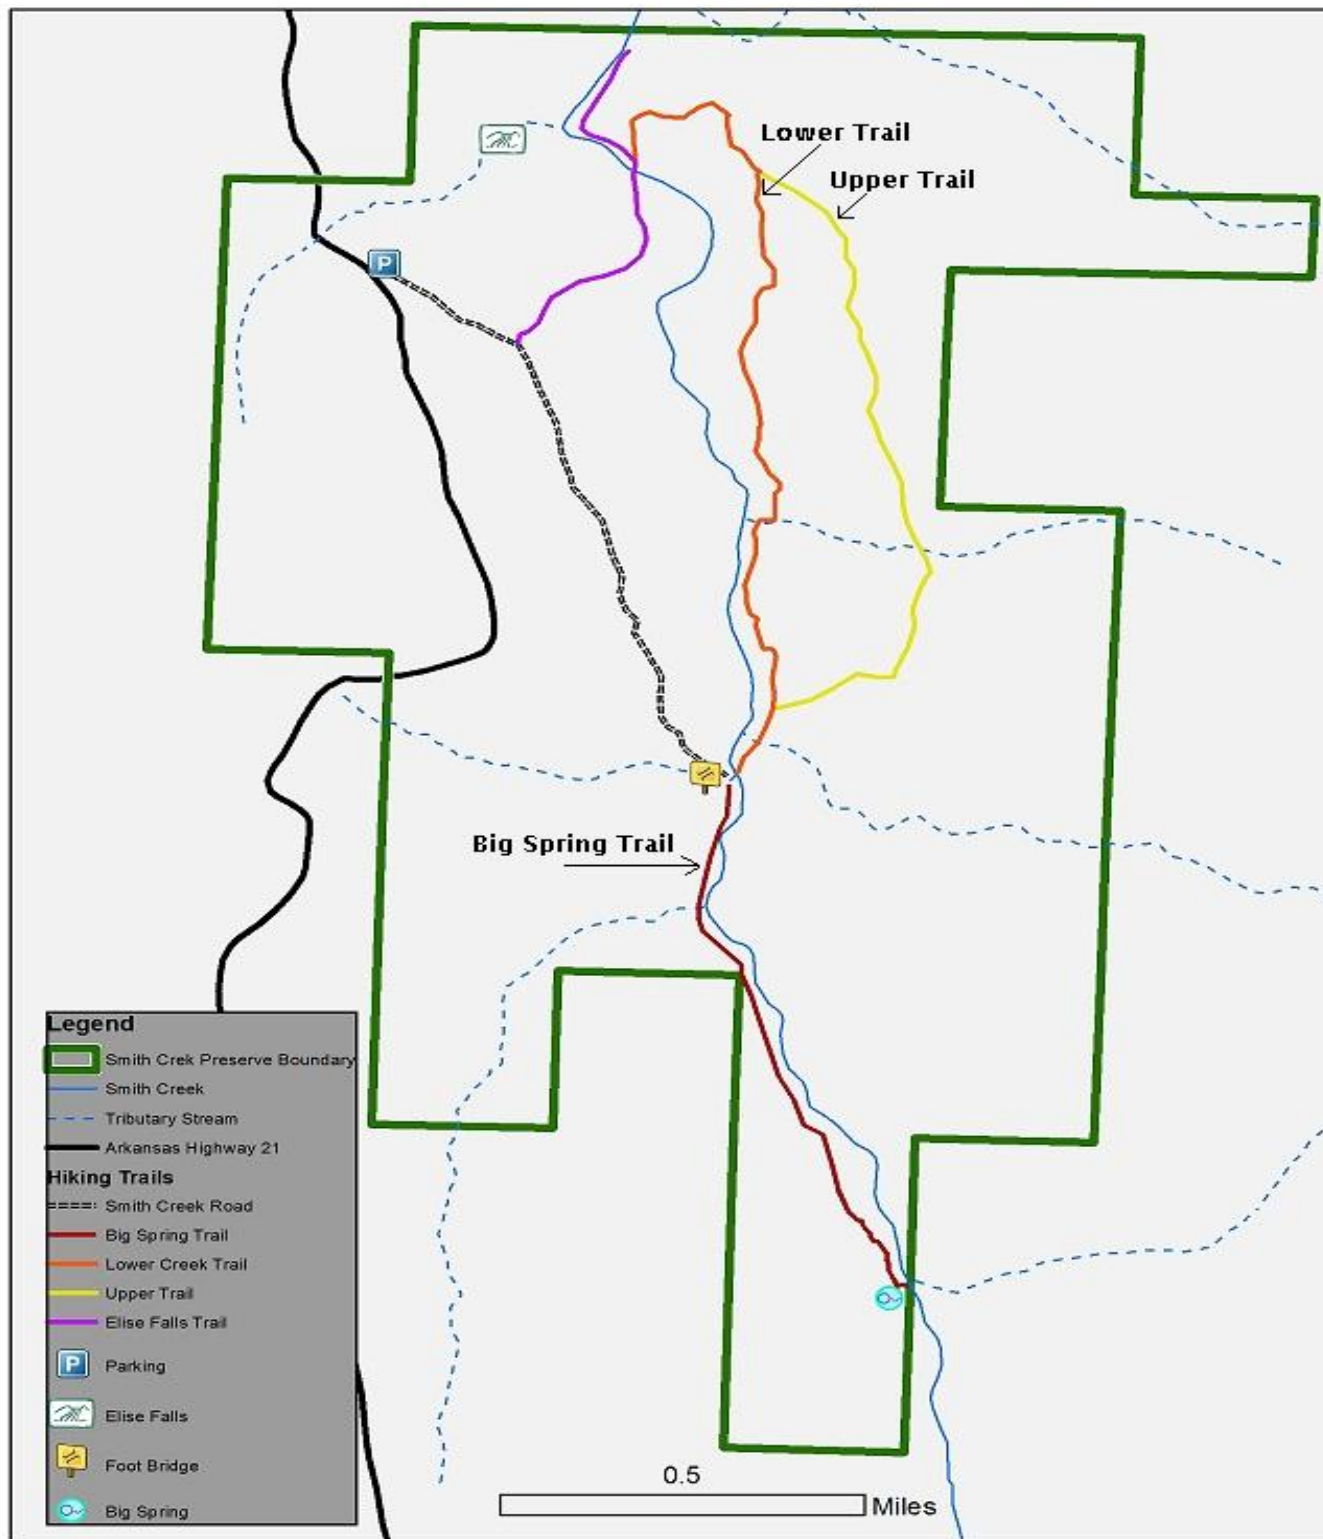 Lower Trail
Upper Trail
P
Big Spring Trail
Legend
Smith Crek Preserve Boundary
Smith Creek
Tributary Stream
Arkansas Highway 21
Hiking Trails
Smith Creek Road
Big Spring Trail
Lower Creek Trail
Upper Trail
Elise Falls Trail
P
Parking
Elise Falls
Foot Bridge
Big Spring
0.5
Miles